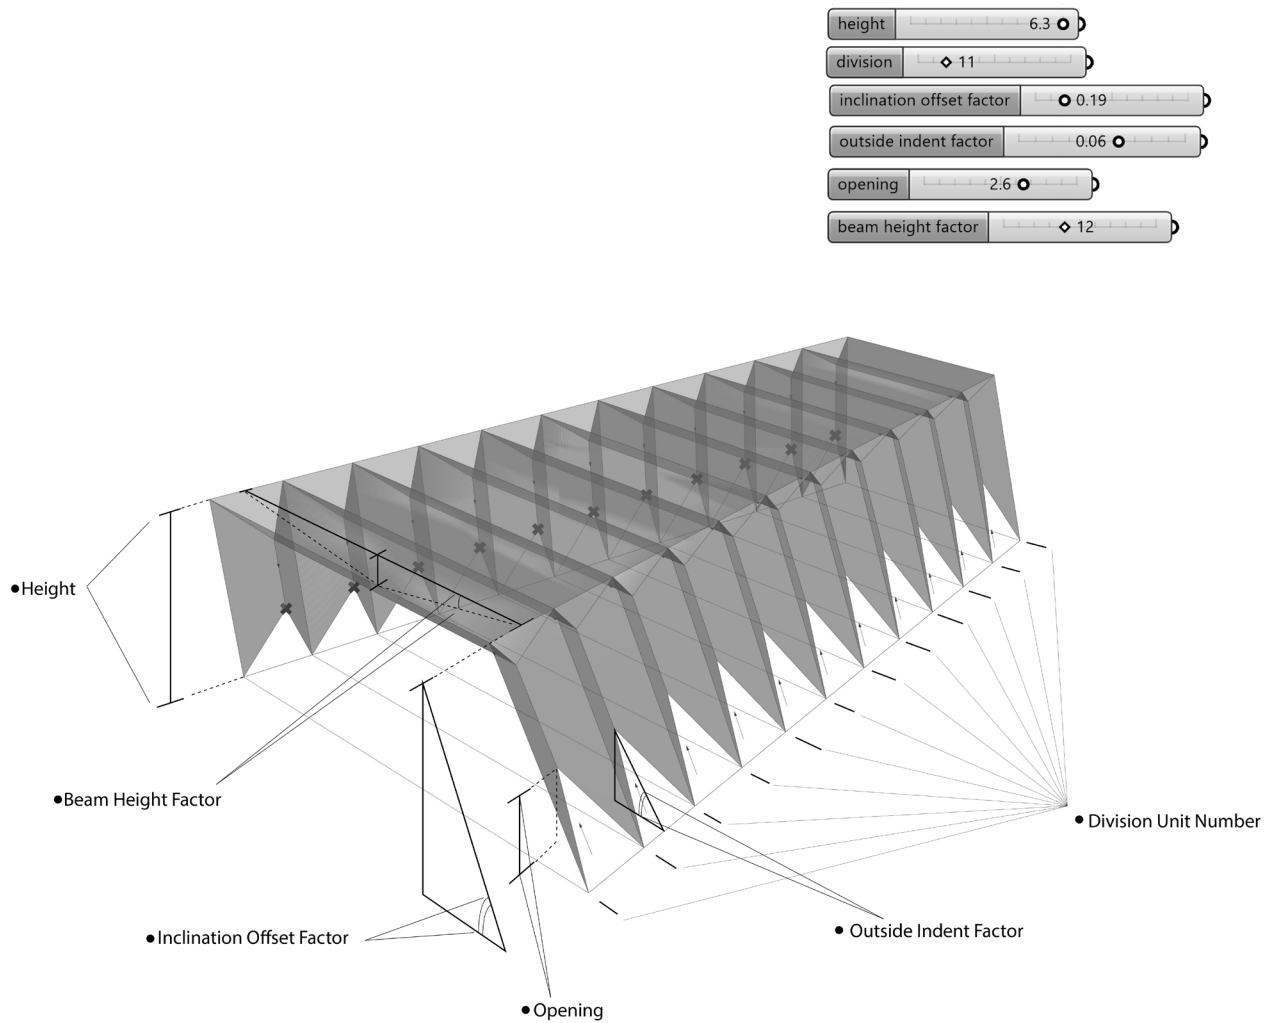 height 6.3
division 11
inclination offset factor 0.19
outside indent factor 0.06
opening 2.6
beam height factor 12
●Height
●Beam Height Factor
● Division Unit Number
●Inclination Offset Factor
● Outside Indent Factor
●Opening